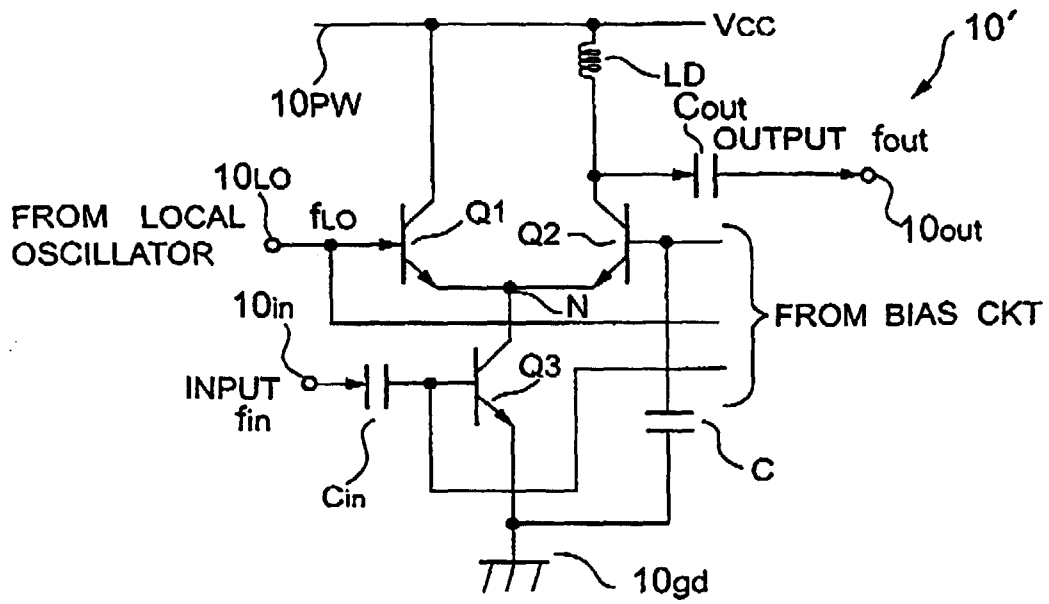 VCC
10'
10PW
LD
Cout
OUTPUT fout
10LO
FROM LOCAL
OSCILLATOR
fLO
Q1
Q2
10out
N
FROM BIAS CKT
10in
INPUT
fin
Q3
Cin
C
10gd